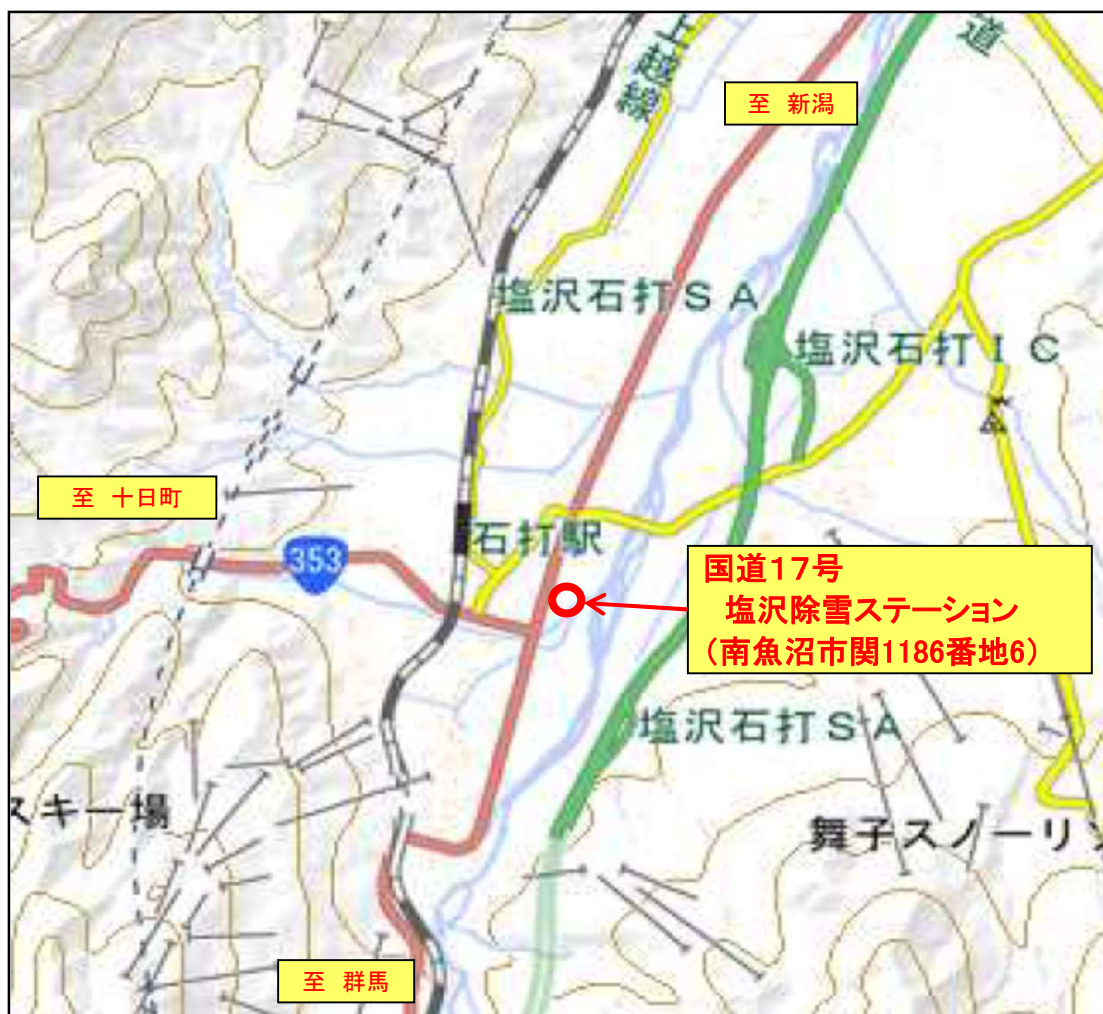 上越線
道
至 新潟
塩沢石打SA
塩沢石打IC
至 十日町
石打駅
353
国道17号
塩沢除雪ステーション
(南魚沼市関1186番地6)
塩沢石打SA
スキー場
舞子スノーリゾ
至 群馬